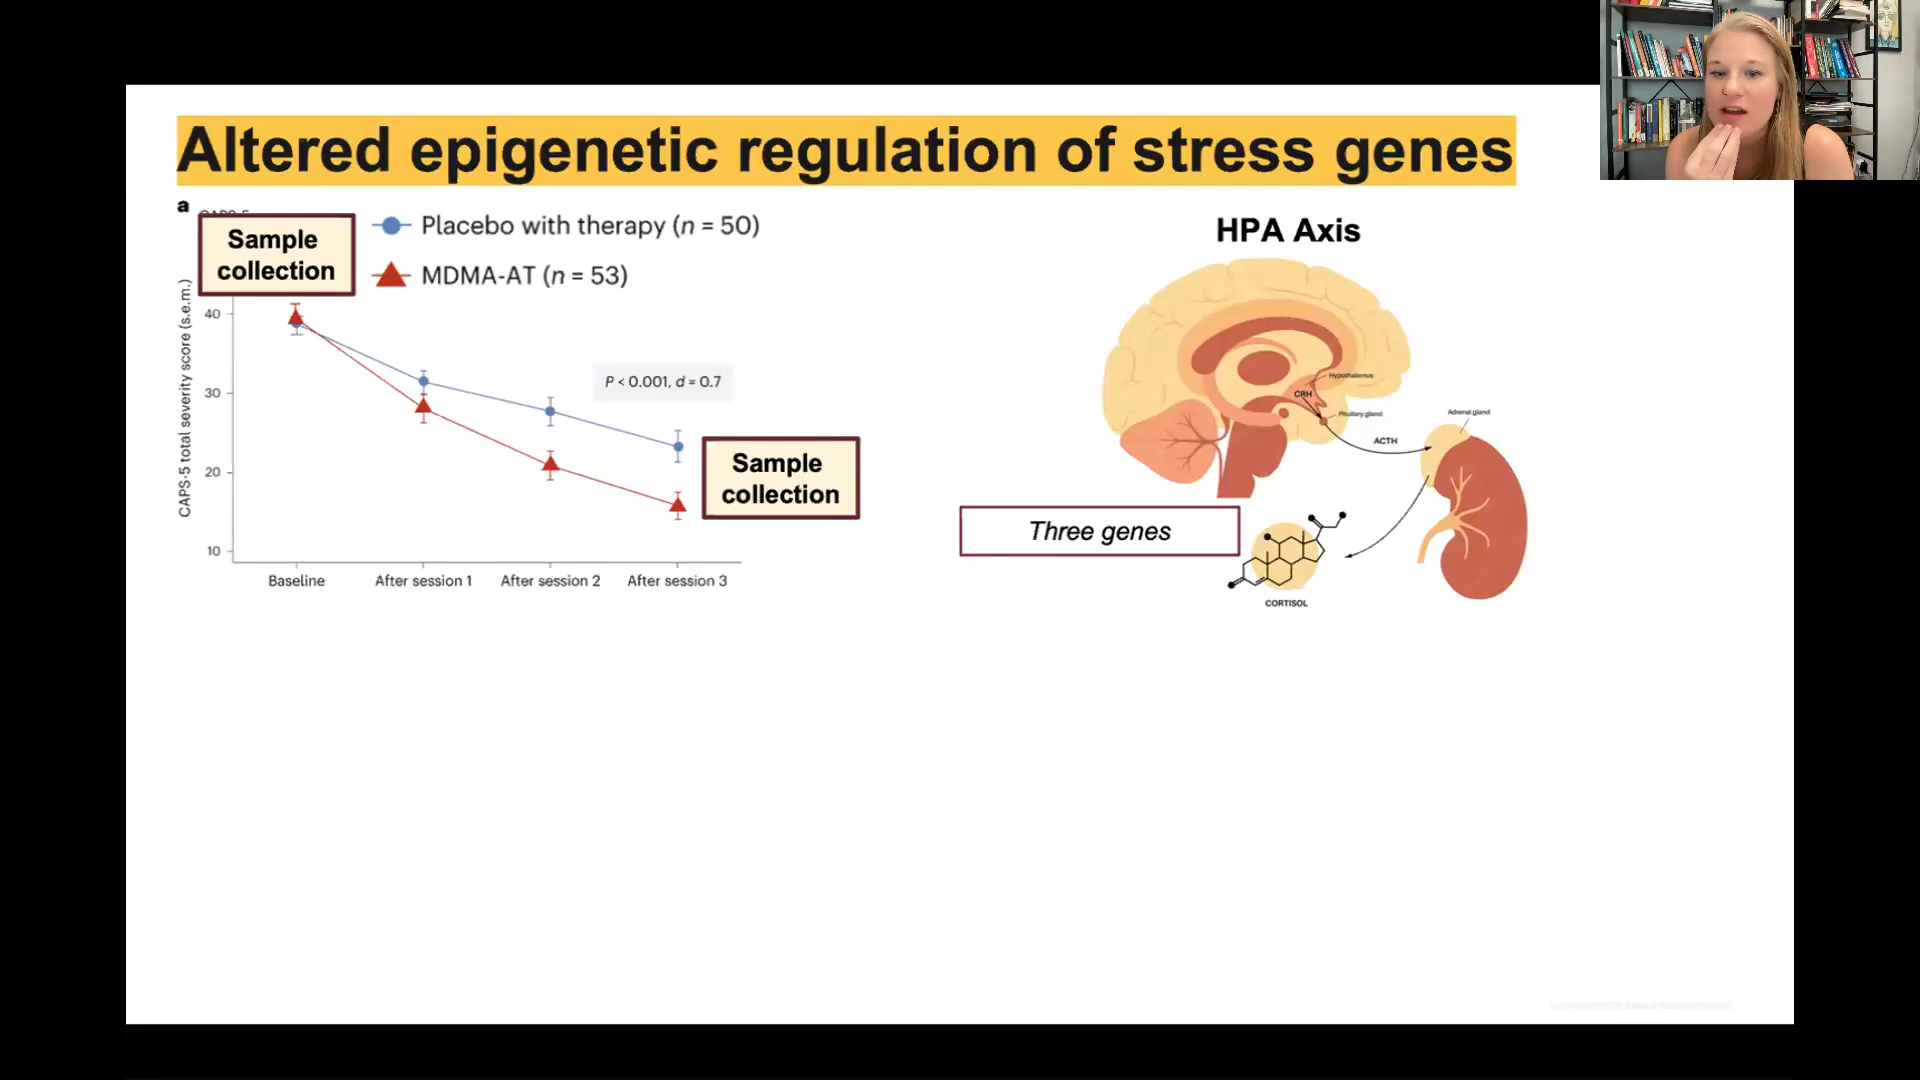 Altered epigenetic regulation of stress genes
a
Sample
collection
Placebo with therapy (n = 50)
MDMA-AT (n = 53)
CAPS-5 total severity score (s.e.m.)
40
30
20
10
P < 0.001, d = 0.7
Sample
collection
Baseline
After session 1
After session 2
After session 3
HPA Axis
Hypothalamus
CRH
Pituitary gland
Adrenal gland
ACTH
Three genes
CORTISOL